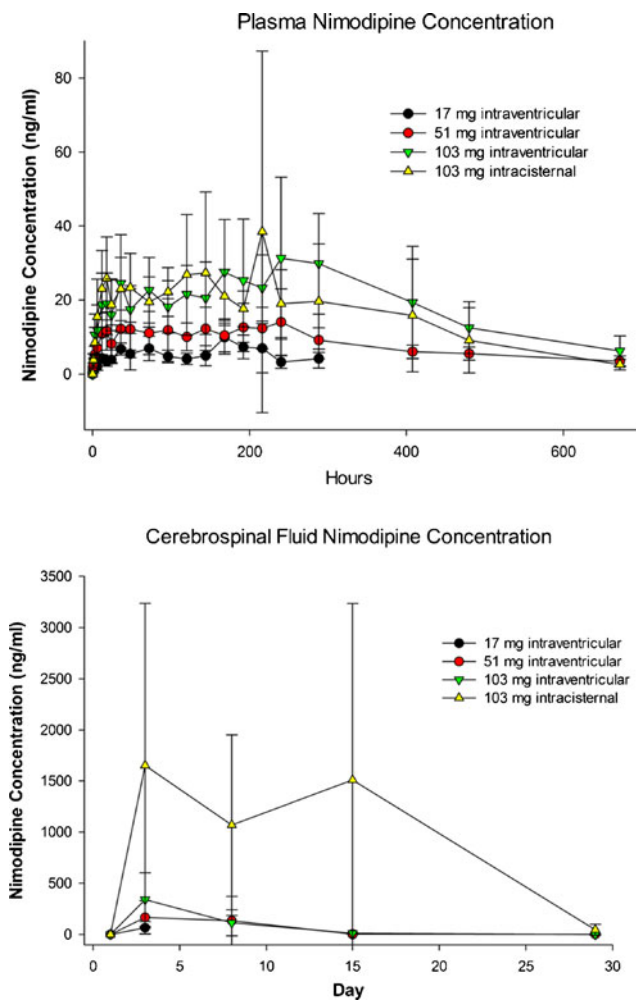 Plasma Nimodipine Concentration
Nimodipine Concentration (ng/ml)
80
60
40
20
0
17 mg intraventricular
51 mg intraventricular
103 mg intraventricular
103 mg intracisternal
0
200
400
600
Hours
Cerebrospinal Fluid Nimodipine Concentration
Nimodipine Concentration (ng/ml)
3500
3000
2500
2000
1500
1000
500
0
17 mg intraventricular
51 mg intraventricular
103 mg intraventricular
103 mg intracisternal
0
5
10
15
20
25
30
Day